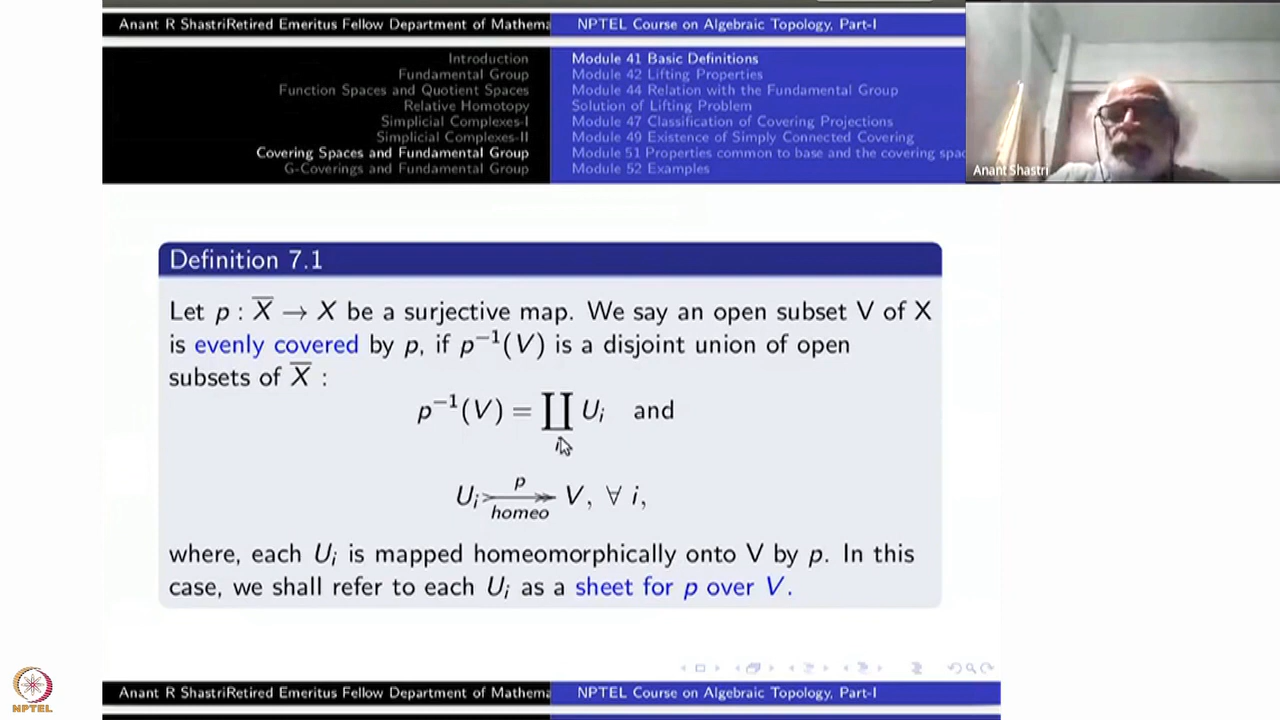 Anant R ShastriRetired Emeritus Fellow Department of Mathema NPTEL Course on Algebraic Topology, Part-I
Introduction
Fundamental Group
Function Spaces and Quotient Spaces
Relative Homotopy
Simplicial Complexes-I
Simplicial Complexes-II
Covering Spaces and Fundamental Group
G-Coverings and Fundamental Group
Module 41 Basic Definitions
Module 42 Lifting Properties
Module 44 Relation with the Fundamental Group
Solution of Lifting Problem
Module 47 Classification of Covering Projections
Module 49 Existence of Simply Connected Covering
Module 51 Properties common to base and the covering spac
Module 52 Examples
Anant Shastri
Definition 7.1
Let p : X̅ → X be a surjective map. We say an open subset V of X
is evenly covered by p, if p⁻¹(V) is a disjoint union of open
subsets of X̅ :
p⁻¹(V) = ∐ Uᵢ and
i
p
Uᵢ ↣↠ V, ∀ i,
homeo
where, each Uᵢ is mapped homeomorphically onto V by p. In this
case, we shall refer to each Uᵢ as a sheet for p over V.
Anant R ShastriRetired Emeritus Fellow Department of Mathema NPTEL Course on Algebraic Topology, Part-I
NPTEL